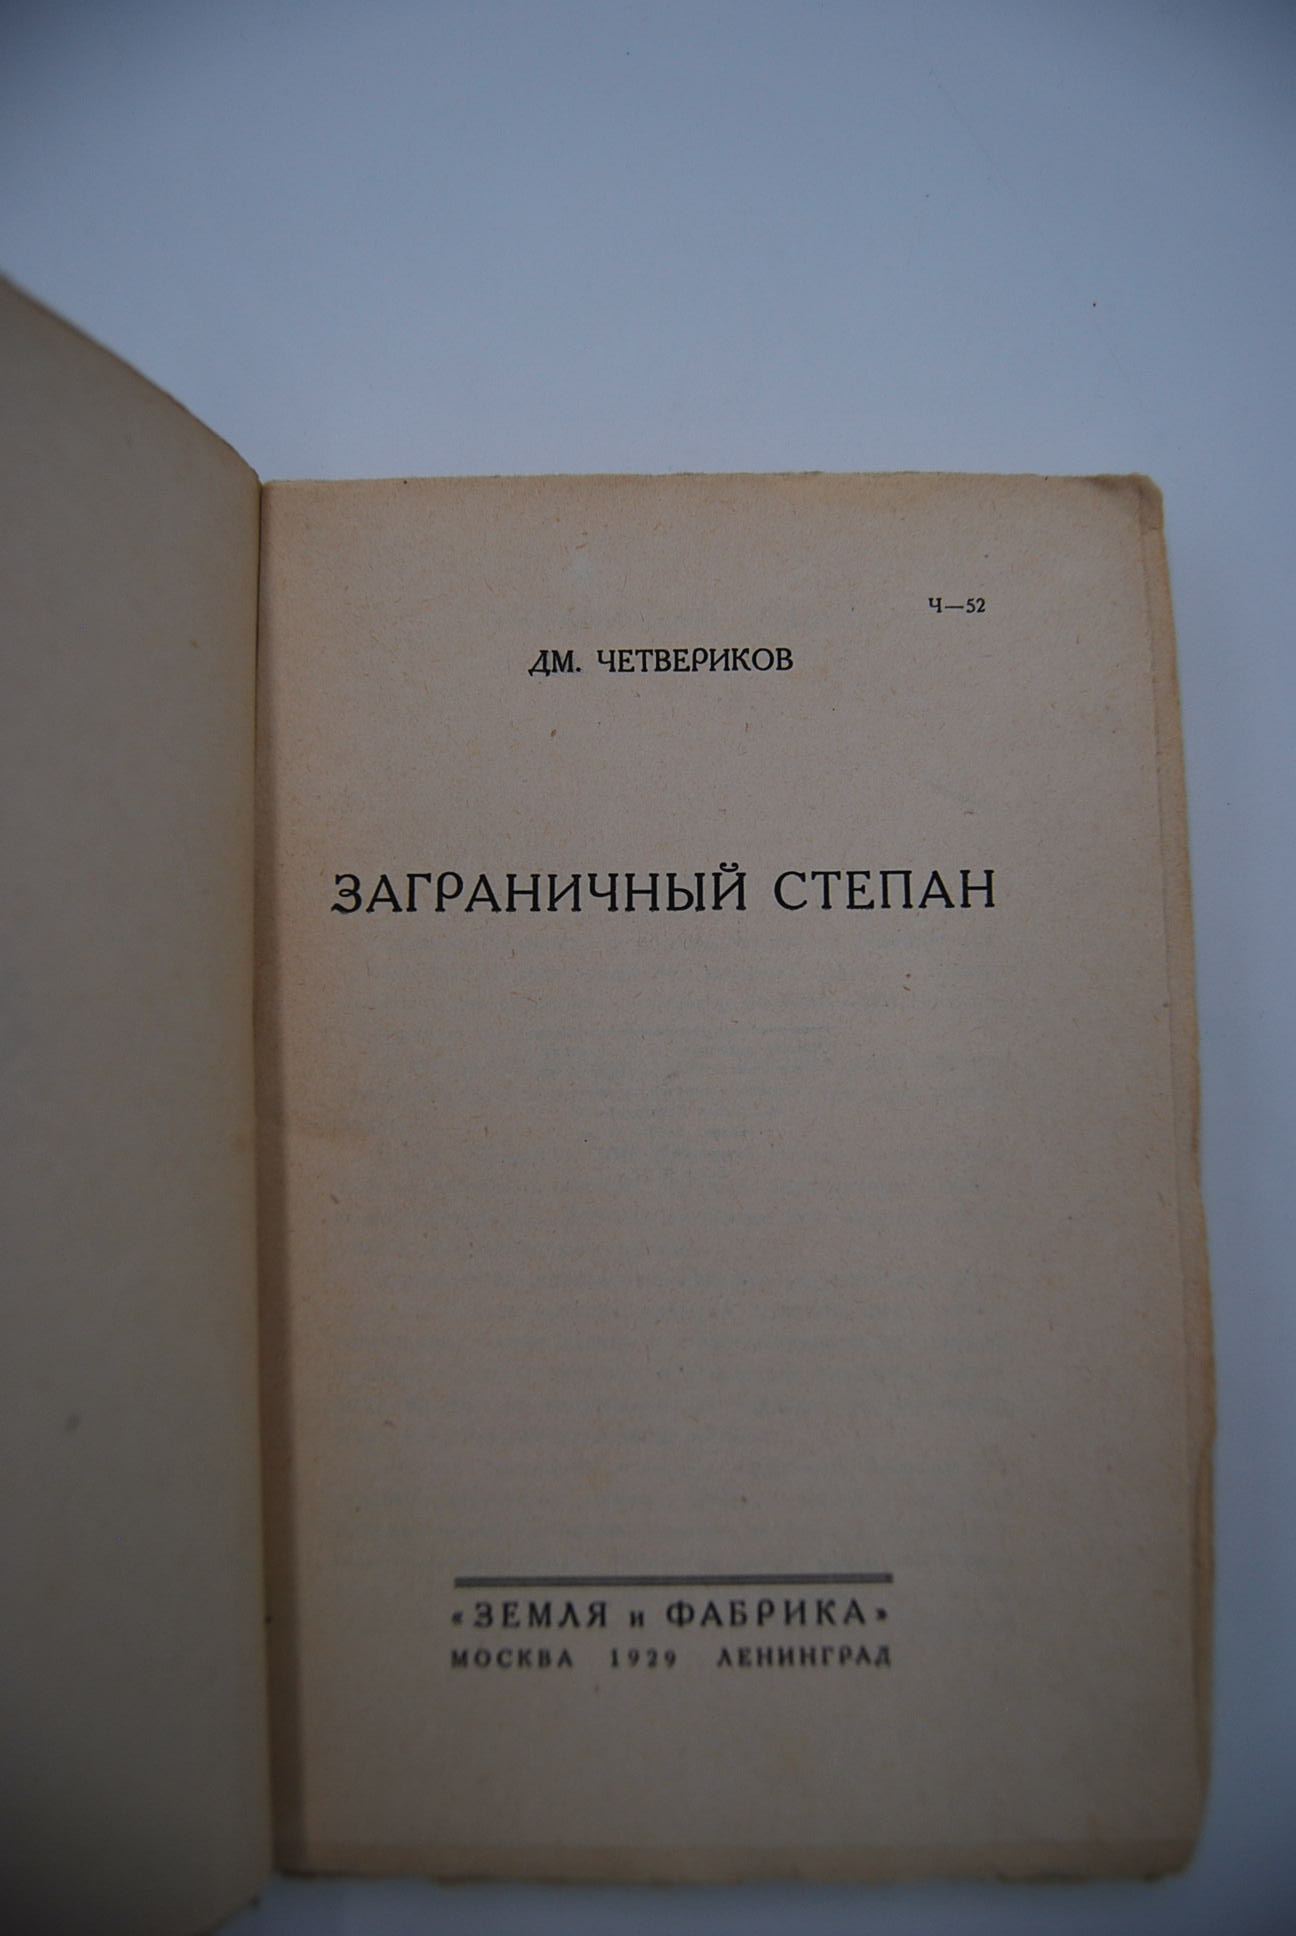 Ч—52
ДМ. ЧЕТВЕРИКОВ
ЗАГРАНИЧНЫЙ СТЕПАН
«ЗЕМЛЯ и ФАБРИКА»
МОСКВА 1929 ЛЕНИНГРАД